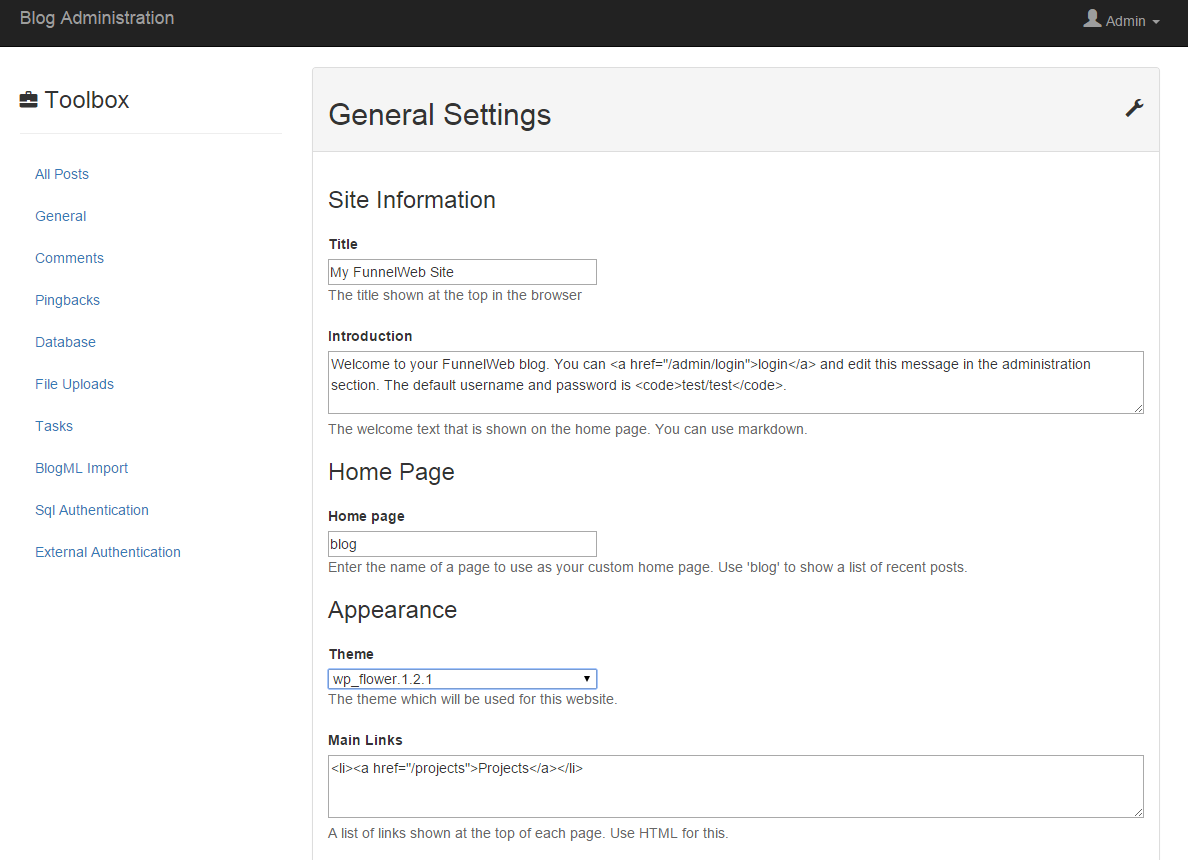 Blog Administration
Admin
Toolbox
All Posts
General
Comments
Pingbacks
Database
File Uploads
Tasks
BlogML Import
Sql Authentication
External Authentication
General Settings
Site Information
Title
My FunnelWeb Site
The title shown at the top in the browser
Introduction
Welcome to your FunnelWeb blog. You can <a href="/admin/login">login</a> and edit this message in the administration
section. The default username and password is <code>test/test</code>.
The welcome text that is shown on the home page. You can use markdown.
Home Page
Home page
blog
Enter the name of a page to use as your custom home page. Use 'blog' to show a list of recent posts.
Appearance
Theme
wp_flower.1.2.1
The theme which will be used for this website.
Main Links
<li><a href="/projects">Projects</a></li>
A list of links shown at the top of each page. Use HTML for this.